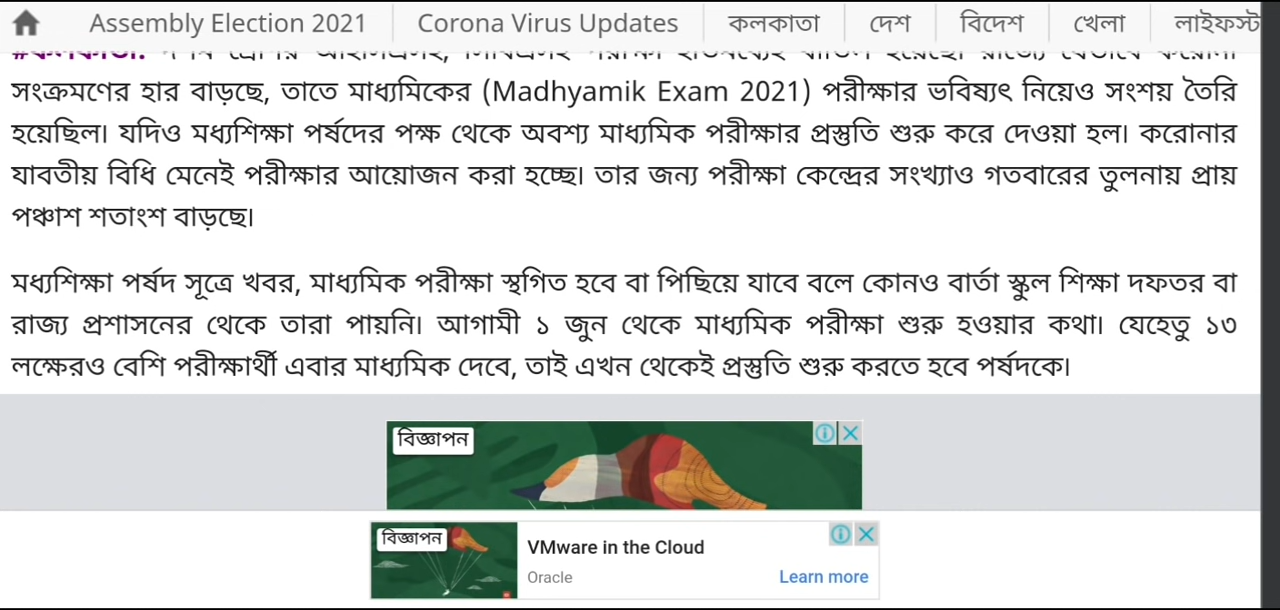 Assembly Election 2021 Corona Virus Updates কলকাতা দেশ বিদেশ খেলা লাইফস্ট
#কলকাতা:
সংক্রমণের হার বাড়ছে, তাতে মাধ্যমিকের (Madhyamik Exam 2021) পরীক্ষার ভবিষ্যৎ নিয়েও সংশয় তৈরি
হয়েছিল। যদিও মধ্যশিক্ষা পর্ষদের পক্ষ থেকে অবশ্য মাধ্যমিক পরীক্ষার প্রস্তুতি শুরু করে দেওয়া হল। করোনার
যাবতীয় বিধি মেনেই পরীক্ষার আয়োজন করা হচ্ছে। তার জন্য পরীক্ষা কেন্দ্রের সংখ্যাও গতবারের তুলনায় প্রায়
পঞ্চাশ শতাংশ বাড়ছে।
মধ্যশিক্ষা পর্ষদ সূত্রে খবর, মাধ্যমিক পরীক্ষা স্থগিত হবে বা পিছিয়ে যাবে বলে কোনও বার্তা স্কুল শিক্ষা দফতর বা
রাজ্য প্রশাসনের থেকে তারা পায়নি। আগামী ১ জুন থেকে মাধ্যমিক পরীক্ষা শুরু হওয়ার কথা। যেহেতু ১৩
লক্ষেরও বেশি পরীক্ষার্থী এবার মাধ্যমিক দেবে, তাই এখন থেকেই প্রস্তুতি শুরু করতে হবে পর্ষদকে।
বিজ্ঞাপন
বিজ্ঞাপন
VMware in the Cloud
Oracle Learn more